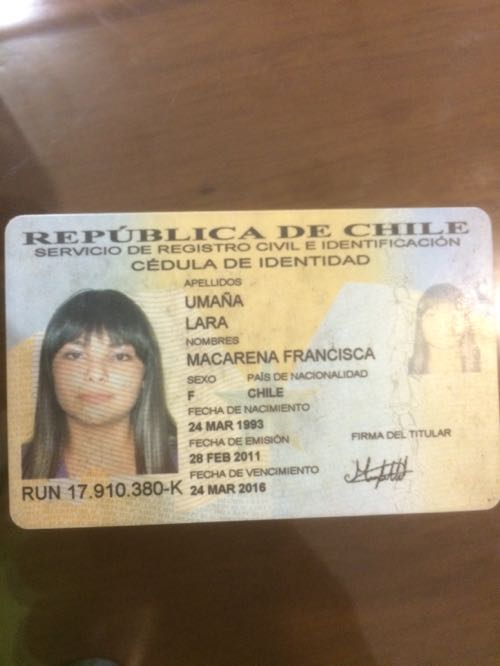 REPÚBLICA DE CHILE
SERVICIO DE REGISTRO CIVIL E IDENTIFICACIÓN
CÉDULA DE IDENTIDAD
APELLIDOS
UMAÑA
LARA
NOMBRES
MACARENA FRANCISCA
SEXO PAÍS DE NACIONALIDAD
F CHILE
FECHA DE NACIMIENTO
24 MAR 1993
FECHA DE EMISIÓN
28 FEB 2011
FIRMA DEL TITULAR
FECHA DE VENCIMIENTO
24 MAR 2016
RUN 17.910.380-K